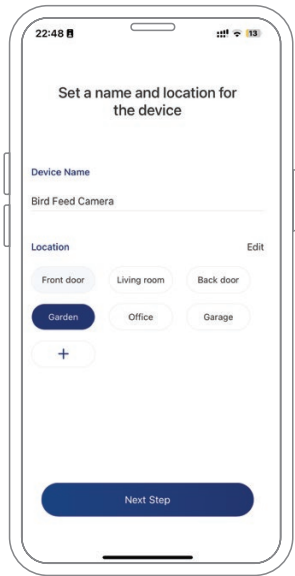 22:48
13
Set a name and location for
the device
Device Name
Bird Feed Camera
Location Edit
Front door Living room Back door
Garden Office Garage
+
Next Step